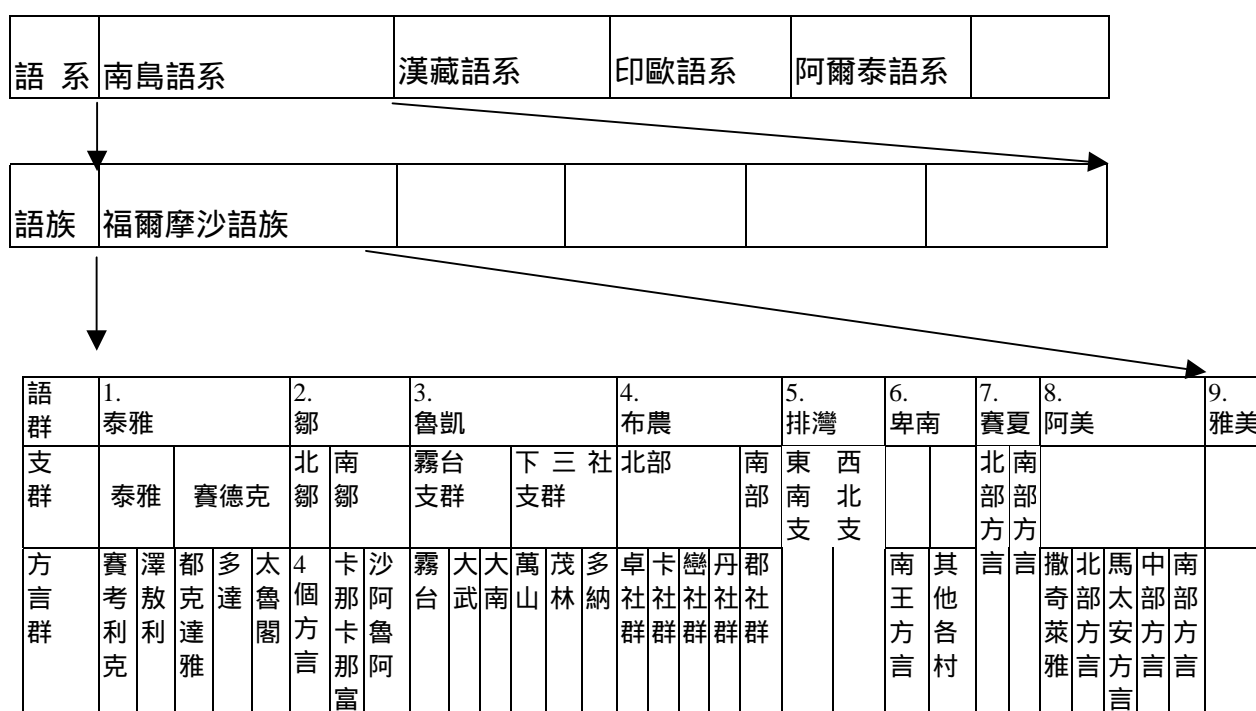 語 系 南島語系 漢藏語系 印歐語系 阿爾泰語系
語族 福爾摩沙語族
語群 1. 泰雅 2. 鄒 3. 魯凱 4. 布農 5. 排灣 6. 卑南 7. 賽夏 8. 阿美 9. 雅美
支群 泰雅 賽德克 北鄒 南鄒 霧台支群 下三社支群 北部 南部 東南支 西北支 北部方言 南部方言
方言群 賽考利克 澤敖利 都克達雅 多達 太魯閣 4個方言 卡那卡那富 沙阿魯阿 霧台 大武 大南 萬山 茂林 多納 卓社群 卡社群 巒社群 丹社群 郡社群 南王方言 其他各村 撒奇萊雅 北部方言 馬太安方言 中部方言 南部方言